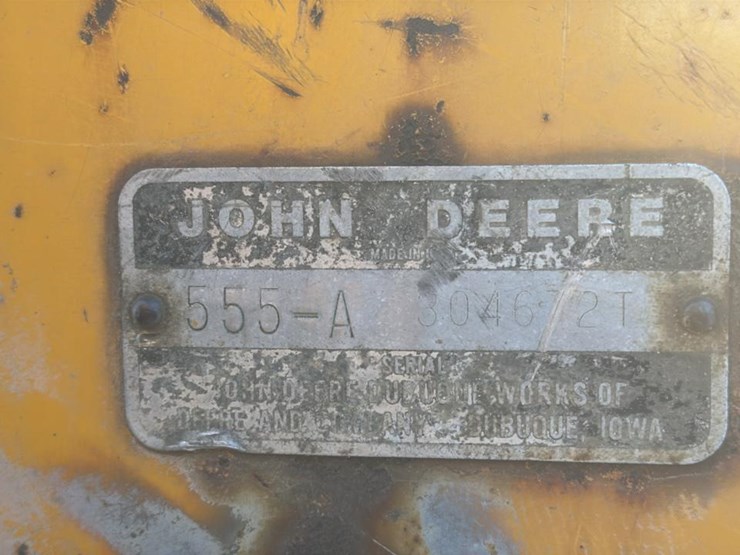 JOHN DEERE
MADE IN
555-A 304672T
SERIAL
JOHN DEERE DUBUQUE WORKS OF
DEERE AND COMPANY DUBUQUE, IOWA